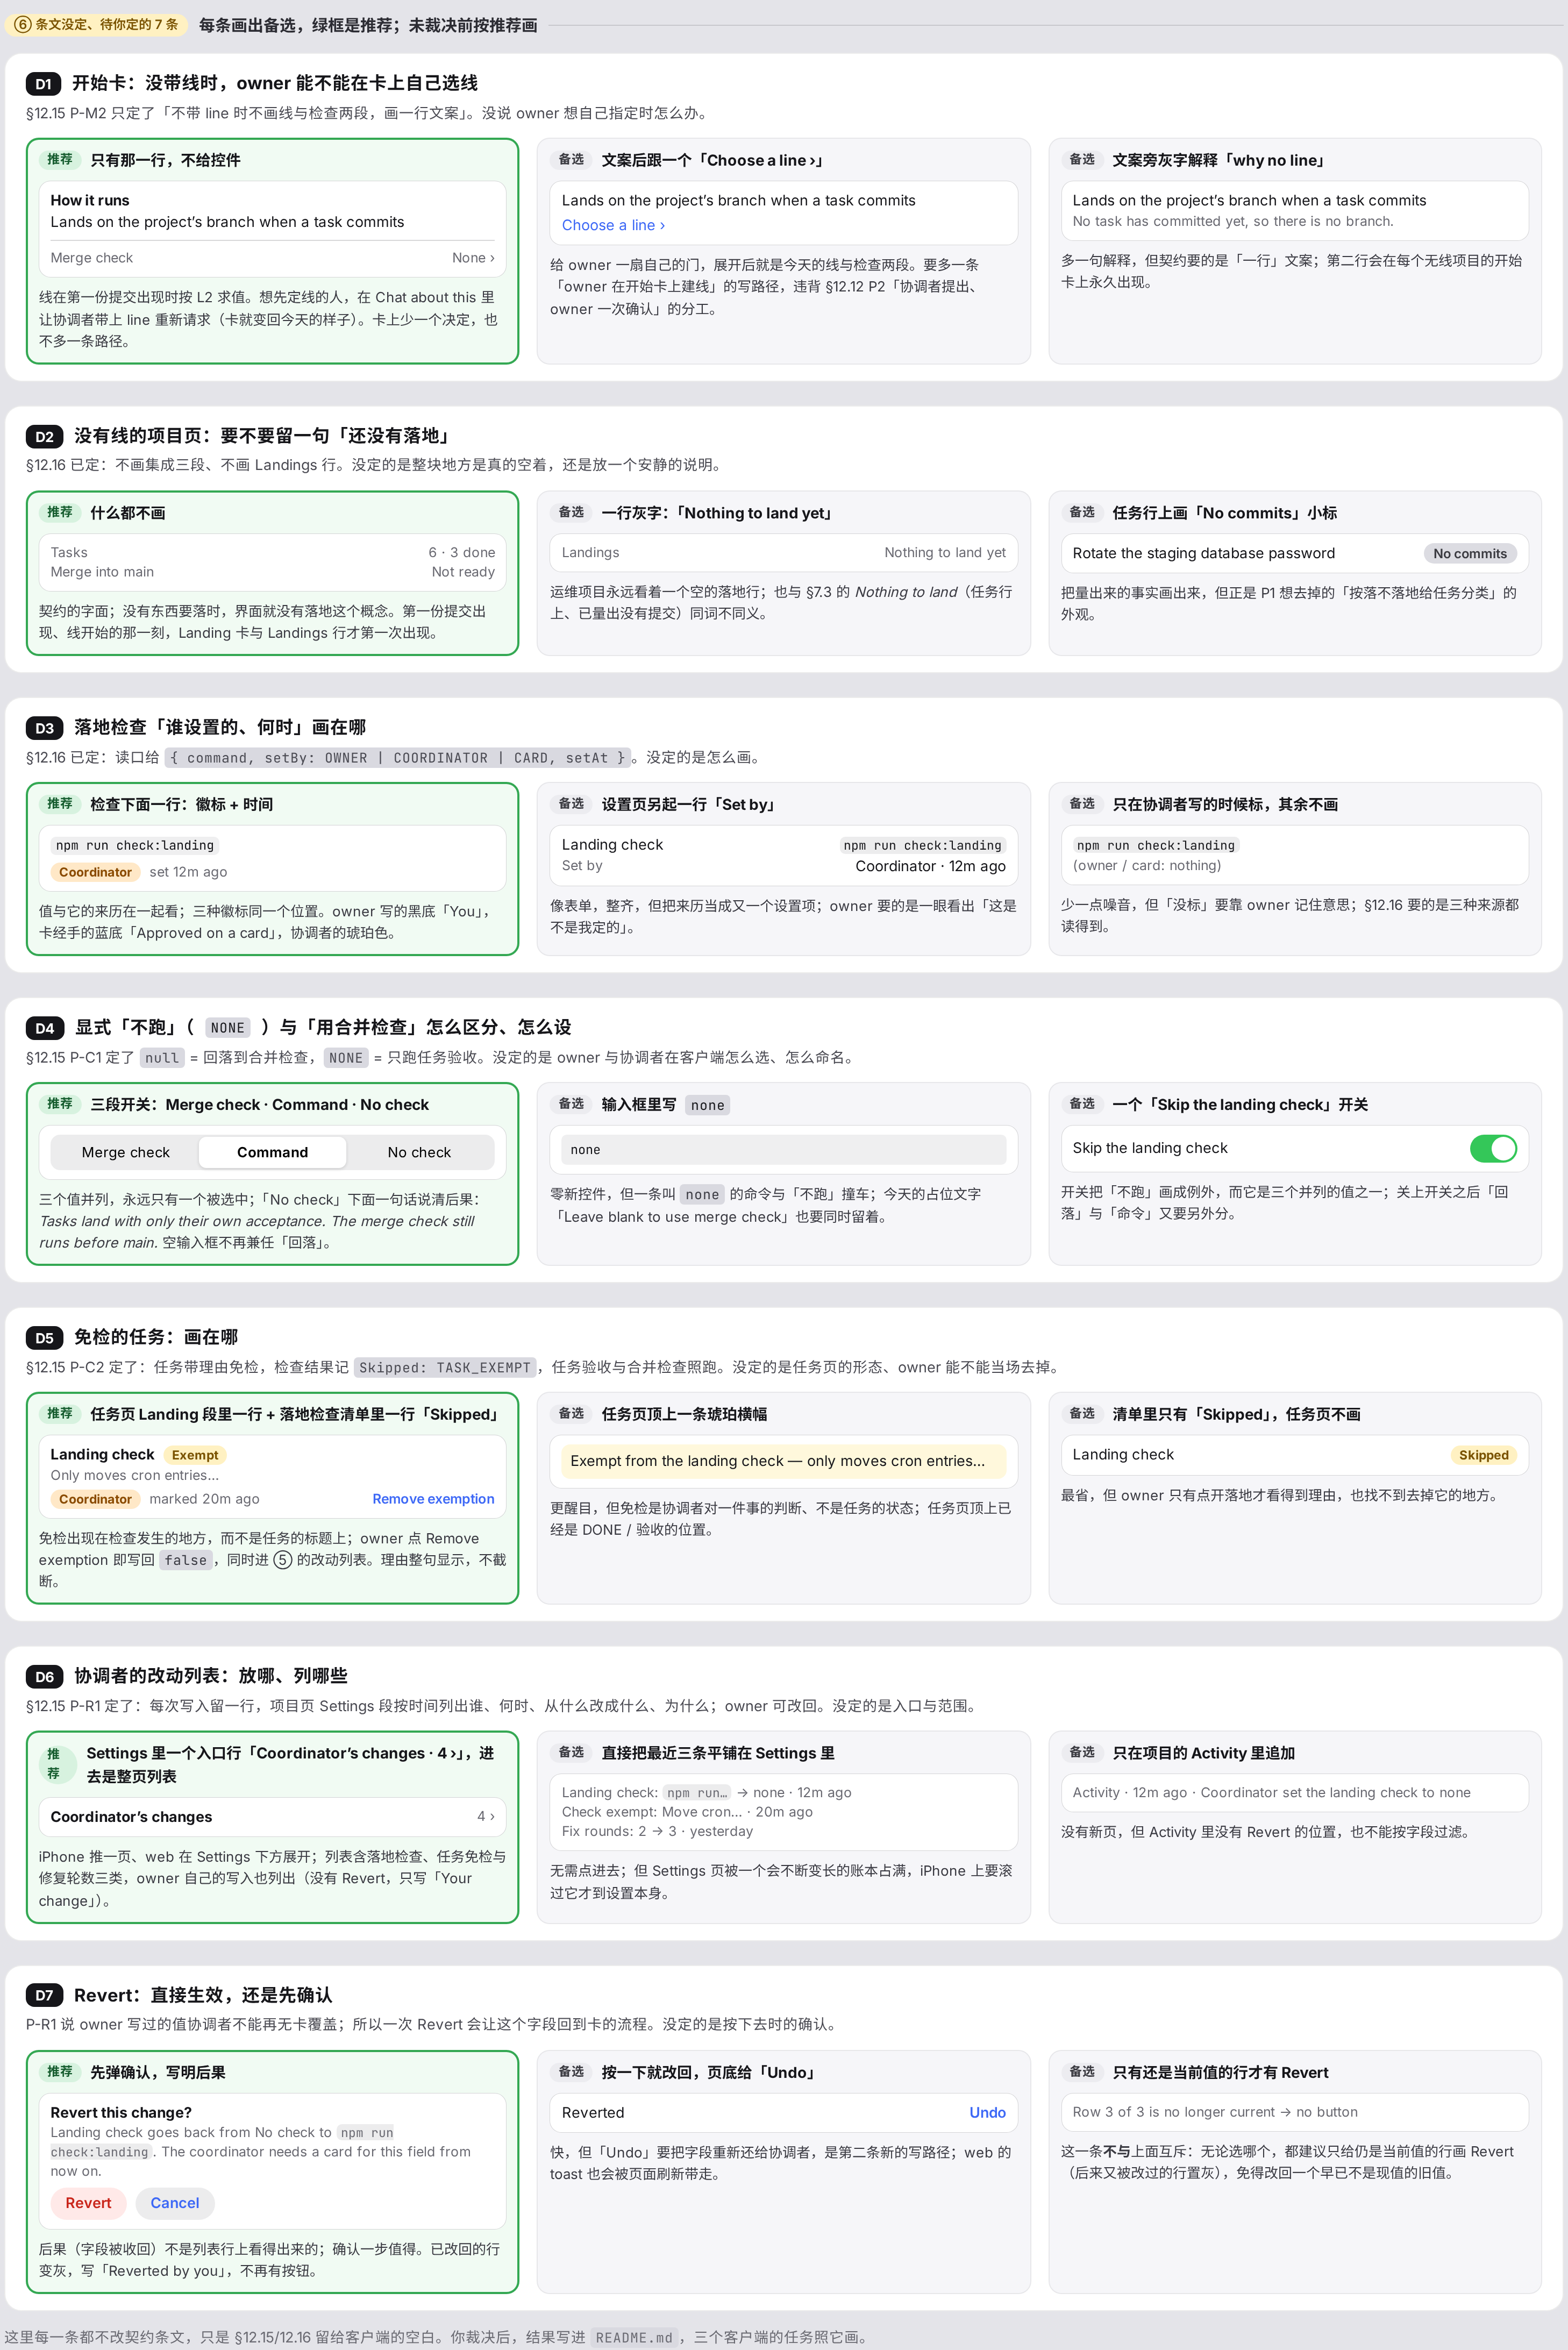 ⑥ 条文没定、待你定的 7 条 每条画出备选，绿框是推荐；未裁决前按推荐画
D1 开始卡：没带线时，owner 能不能在卡上自己选线
§12.15 P-M2 只定了「不带 line 时不画线与检查两段，画一行文案」。没说 owner 想自己指定时怎么办。
推荐 只有那一行，不给控件
How it runs
Lands on the project’s branch when a task commits
Merge check None ›
线在第一份提交出现时按 L2 求值。想先定线的人，在 Chat about this 里
让协调者带上 line 重新请求（卡就变回今天的样子）。卡上少一个决定，也
不多一条路径。
备选 文案后跟一个「Choose a line ›」
Lands on the project’s branch when a task commits
Choose a line ›
给 owner 一扇自己的门，展开后就是今天的线与检查两段。要多一条
「owner 在开始卡上建线」的写路径，违背 §12.12 P2「协调者提出、
owner 一次确认」的分工。
备选 文案旁灰字解释「why no line」
Lands on the project’s branch when a task commits
No task has committed yet, so there is no branch.
多一句解释，但契约要的是「一行」文案；第二行会在每个无线项目的开始
卡上永久出现。
D2 没有线的项目页：要不要留一句「还没有落地」
§12.16 已定：不画集成三段、不画 Landings 行。没定的是整块地方是真的空着，还是放一个安静的说明。
推荐 什么都不画
Tasks 6 · 3 done
Merge into main Not ready
契约的字面；没有东西要落时，界面就没有落地这个概念。第一份提交出
现、线开始的那一刻，Landing 卡与 Landings 行才第一次出现。
备选 一行灰字：「Nothing to land yet」
Landings Nothing to land yet
运维项目永远看着一个空的落地行；也与 §7.3 的 Nothing to land（任务行
上、已量出没有提交）同词不同义。
备选 任务行上画「No commits」小标
Rotate the staging database password No commits
把量出来的事实画出来，但正是 P1 想去掉的「按落不落地给任务分类」的
外观。
D3 落地检查「谁设置的、何时」画在哪
§12.16 已定：读口给 { command, setBy: OWNER | COORDINATOR | CARD, setAt }。没定的是怎么画。
推荐 检查下面一行：徽标 + 时间
npm run check:landing
Coordinator set 12m ago
值与它的来历在一起看；三种徽标同一个位置。owner 写的黑底「You」，
卡经手的蓝底「Approved on a card」，协调者的琥珀色。
备选 设置页另起一行「Set by」
Landing check npm run check:landing
Set by Coordinator · 12m ago
像表单，整齐，但把来历当成又一个设置项；owner 要的是一眼看出「这是
不是我定的」。
备选 只在协调者写的时候标，其余不画
npm run check:landing
(owner / card: nothing)
少一点噪音，但「没标」要靠 owner 记住意思；§12.16 要的是三种来源都
读得到。
D4 显式「不跑」（ NONE ）与「用合并检查」怎么区分、怎么设
§12.15 P-C1 定了 null = 回落到合并检查，NONE = 只跑任务验收。没定的是 owner 与协调者在客户端怎么选、怎么命名。
推荐 三段开关：Merge check · Command · No check
Merge check Command No check
三个值并列，永远只有一个被选中；「No check」下面一句话说清后果：
Tasks land with only their own acceptance. The merge check still
runs before main. 空输入框不再兼任「回落」。
备选 输入框里写 none
none
零新控件，但一条叫 none 的命令与「不跑」撞车；今天的占位文字
「Leave blank to use merge check」也要同时留着。
备选 一个「Skip the landing check」开关
Skip the landing check
开关把「不跑」画成例外，而它是三个并列的值之一；关上开关之后「回
落」与「命令」又要另外分。
D5 免检的任务：画在哪
§12.15 P-C2 定了：任务带理由免检，检查结果记 Skipped: TASK_EXEMPT，任务验收与合并检查照跑。没定的是任务页的形态、owner 能不能当场去掉。
推荐 任务页 Landing 段里一行 + 落地检查清单里一行「Skipped」
Landing check Exempt
Only moves cron entries…
Coordinator marked 20m ago Remove exemption
免检出现在检查发生的地方，而不是任务的标题上；owner 点 Remove
exemption 即写回 false，同时进 ⑤ 的改动列表。理由整句显示，不截
断。
备选 任务页顶上一条琥珀横幅
Exempt from the landing check — only moves cron entries…
更醒目，但免检是协调者对一件事的判断、不是任务的状态；任务页顶上已
经是 DONE / 验收的位置。
备选 清单里只有「Skipped」，任务页不画
Landing check Skipped
最省，但 owner 只有点开落地才看得到理由，也找不到去掉它的地方。
D6 协调者的改动列表：放哪、列哪些
§12.15 P-R1 定了：每次写入留一行，项目页 Settings 段按时间列出谁、何时、从什么改成什么、为什么；owner 可改回。没定的是入口与范围。
推荐 Settings 里一个入口行「Coordinator’s changes · 4 ›」，进
去是整页列表
Coordinator’s changes 4 ›
iPhone 推一页、web 在 Settings 下方展开；列表含落地检查、任务免检与
修复轮数三类，owner 自己的写入也列出（没有 Revert，只写「Your
change」）。
备选 直接把最近三条平铺在 Settings 里
Landing check: npm run… → none · 12m ago
Check exempt: Move cron… · 20m ago
Fix rounds: 2 → 3 · yesterday
无需点进去；但 Settings 页被一个会不断变长的账本占满，iPhone 上要滚
过它才到设置本身。
备选 只在项目的 Activity 里追加
Activity · 12m ago · Coordinator set the landing check to none
没有新页，但 Activity 里没有 Revert 的位置，也不能按字段过滤。
D7 Revert：直接生效，还是先确认
P-R1 说 owner 写过的值协调者不能再无卡覆盖；所以一次 Revert 会让这个字段回到卡的流程。没定的是按下去时的确认。
推荐 先弹确认，写明后果
Revert this change?
Landing check goes back from No check to npm run
check:landing. The coordinator needs a card for this field from
now on.
Revert Cancel
后果（字段被收回）不是列表行上看得出来的；确认一步值得。已改回的行
变灰，写「Reverted by you」，不再有按钮。
备选 按一下就改回，页底给「Undo」
Reverted Undo
快，但「Undo」要把字段重新还给协调者，是第二条新的写路径；web 的
toast 也会被页面刷新带走。
备选 只有还是当前值的行才有 Revert
Row 3 of 3 is no longer current → no button
这一条不与上面互斥：无论选哪个，都建议只给仍是当前值的行画 Revert
（后来又被改过的行置灰），免得改回一个早已不是现值的旧值。
这里每一条都不改契约条文，只是 §12.15/12.16 留给客户端的空白。你裁决后，结果写进 README.md，三个客户端的任务照它画。